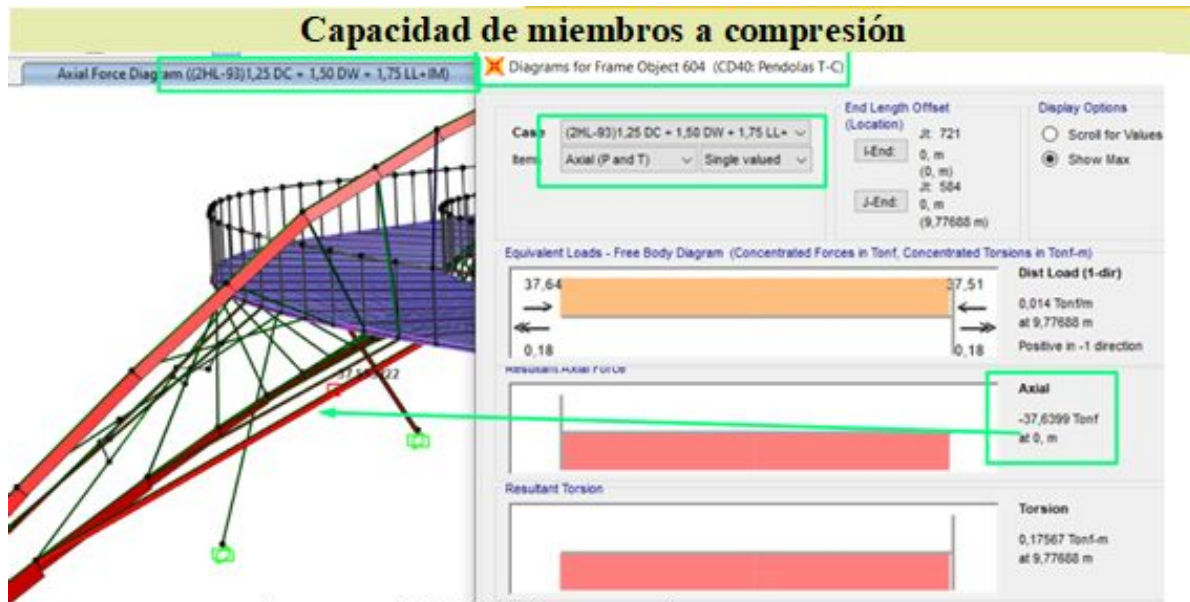 Capacidad de miembros a compresión
Axial Force Diagram ((2HL-93)1,25 DC + 1,50 DW + 1,75 LL+IM)
Diagrams for Frame Object 604 (CD40: Pendolas T-C)
Case
(2HL-93)1,25 DC + 1,50 DW + 1,75 LL+
Items
Axial (P and T)
Single valued
End Length Offset
(Location)
Jt: 721
I-End:
0, m
(0, m)
Jt: 584
J-End:
0, m
(9,77688 m)
Display Options
Scroll for Values
Show Max
Equivalent Loads - Free Body Diagram (Concentrated Forces in Tonf, Concentrated Torsions in Tonf-m)
37,64
37,51
0,18
0,18
Dist Load (1-dir)
0,014 Tonf/m
at 9,77688 m
Positive in -1 direction
Resultant Axial Force
Axial
-37,6399 Tonf
at 0, m
Resultant Torsion
Torsion
0,17567 Tonf-m
at 9,77688 m